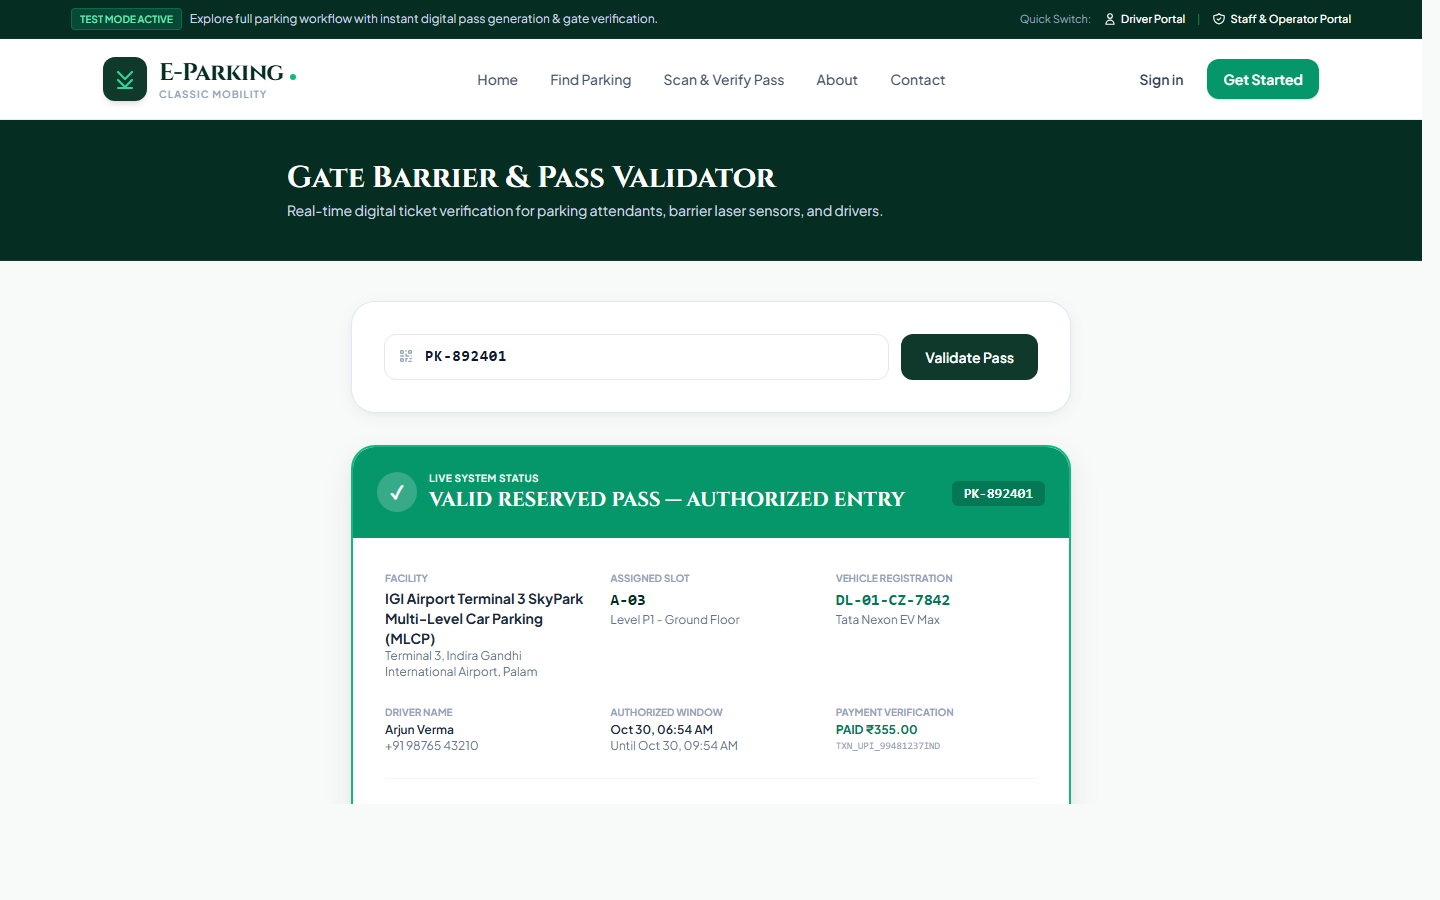 TEST MODE ACTIVE Explore full parking workflow with instant digital pass generation & gate verification. Quick Switch: Driver Portal | Staff & Operator Portal
E-Parking
CLASSIC MOBILITY
Home Find Parking Scan & Verify Pass About Contact Sign in Get Started
Gate Barrier & Pass Validator
Real-time digital ticket verification for parking attendants, barrier laser sensors, and drivers.
PK-892401 Validate Pass
LIVE SYSTEM STATUS
VALID RESERVED PASS — AUTHORIZED ENTRY PK-892401
FACILITY
IGI Airport Terminal 3 SkyPark
Multi-Level Car Parking
(MLCP)
Terminal 3, Indira Gandhi
International Airport, Palam
ASSIGNED SLOT
A-03
Level P1 - Ground Floor
VEHICLE REGISTRATION
DL-01-CZ-7842
Tata Nexon EV Max
DRIVER NAME
Arjun Verma
+91 98765 43210
AUTHORIZED WINDOW
Oct 30, 06:54 AM
Until Oct 30, 09:54 AM
PAYMENT VERIFICATION
PAID ₹355.00
TXN_UPI_99481237IND